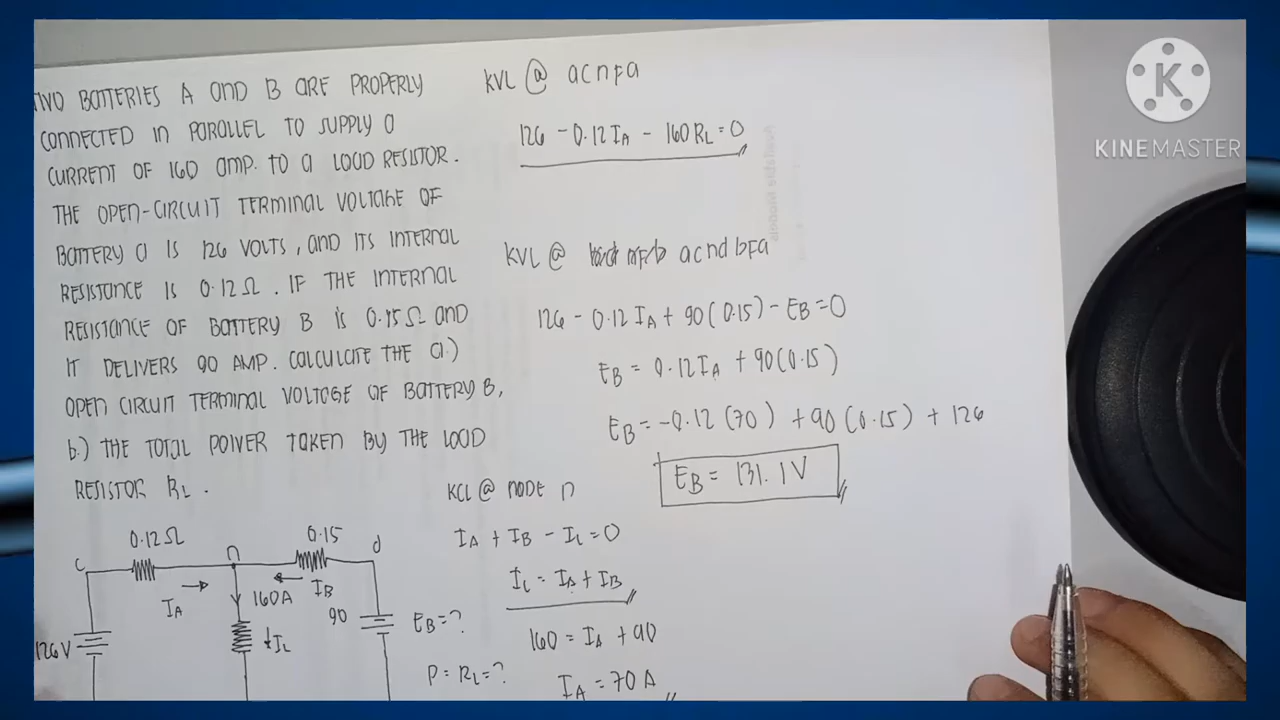 TWO BATTERIES A AND B ARE PROPERLY
CONNECTED IN PARALLEL TO SUPPLY A
CURRENT OF 160 AMP. TO A LOAD RESISTOR.
THE OPEN-CIRCUIT TERMINAL VOLTAGE OF
BATTERY A IS 126 VOLTS, AND ITS INTERNAL
RESISTANCE IS 0.12Ω. IF THE INTERNAL
RESISTANCE OF BATTERY B IS 0.15Ω AND
IT DELIVERS 90 AMP. CALCULATE THE a.)
OPEN CIRCUIT TERMINAL VOLTAGE OF BATTERY B,
b.) THE TOTAL POWER TAKEN BY THE LOAD
RESISTOR RL.
KVL @ acnfa
126 - 0.12 IA - 160 RL = 0
KVL @ acndbfa
126 - 0.12 IA + 90(0.15) - EB = 0
EB = 0.12 IA + 90(0.15)
EB = -0.12 (70) + 90 (0.15) + 126
EB = 131.1V
KCL @ NODE n
IA + IB - IL = 0
IL = IA + IB
160 = IA + 90
IA = 70 A
c
0.12Ω
n
0.15
d
IA
160A
IB
126V
IL
90
EB = ?
P = RL = ?
K
KINEMASTER